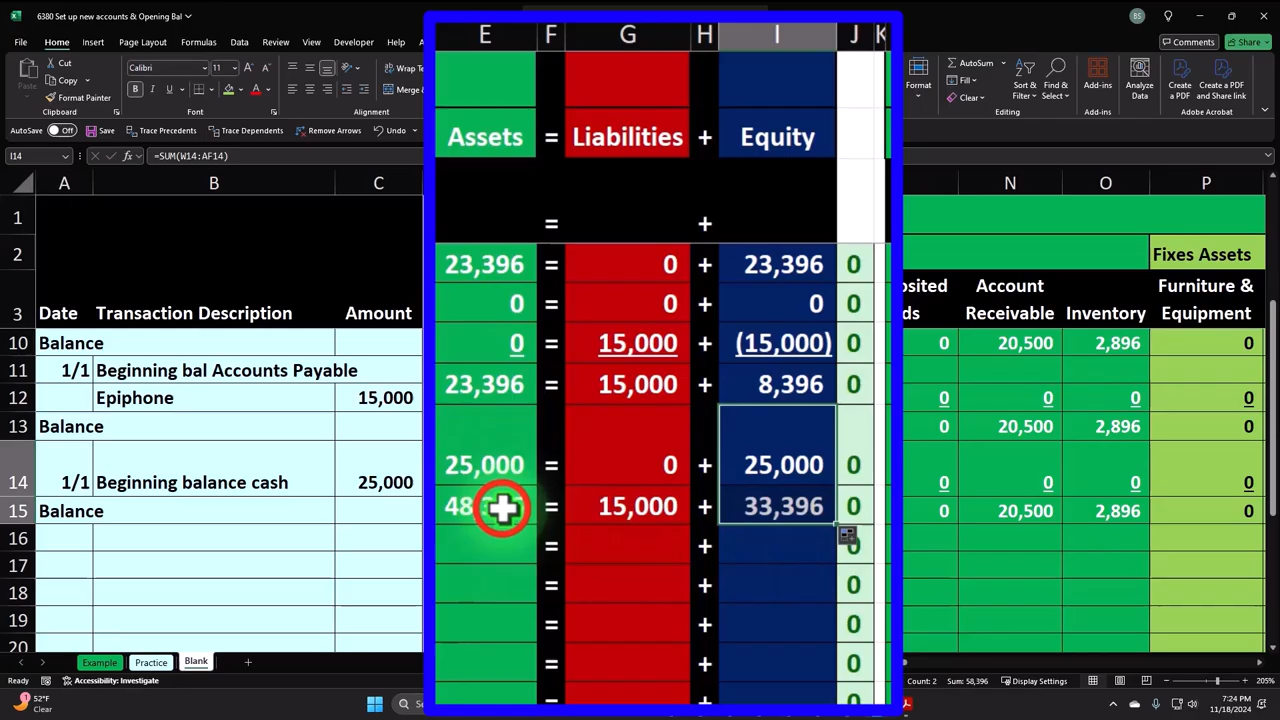 6380 Set up new accounts & Opening Bal
BS
File Home Insert Page Layout Formulas Data Review View Developer
Comments Share
Cut
Copy
Format Painter
Calibri 11
Format
AutoSum
Fill
Clear
Sort & Filter
Find & Select
Add-ins
Analyze Data
Create a PDF
Create a PDF and Share Link
Clipboard
Font
Editing
Add-ins
AutoSave Off Save Trace Precedents Trace Dependents Remove Arrows Undo
Display Settings
I14 =SUM(W14:AF14)
A B C
1
2
3 Date Transaction Description Amount
10 Balance
11 1/1 Beginning bal Accounts Payable
12 Epiphone 15,000
13 Balance
14 1/1 Beginning balance cash 25,000
15 Balance
16
17
18
19
20
E F G H I J K
Assets = Liabilities + Equity
= +
23,396 = 0 + 23,396 0
0 = 0 + 0 0
0 = 15,000 + (15,000) 0
23,396 = 15,000 + 8,396 0
25,000 = 0 + 25,000 0
48 = 15,000 + 33,396 0
= + 0
= + 0
= + 0
= + 0
= +
N O P
Fixes Assets
Account Receivable Inventory Furniture & Equipment
0 20,500 2,896 0
0 0 0 0
0 20,500 2,896 0
0 0 0 0
0 20,500 2,896 0
Example Practice Blank +
Ready Accessibility: Investigate
Count: 2 Sum: 58,396 Display Settings 205%
52°F
Clear
7:24 PM
11/18/2024